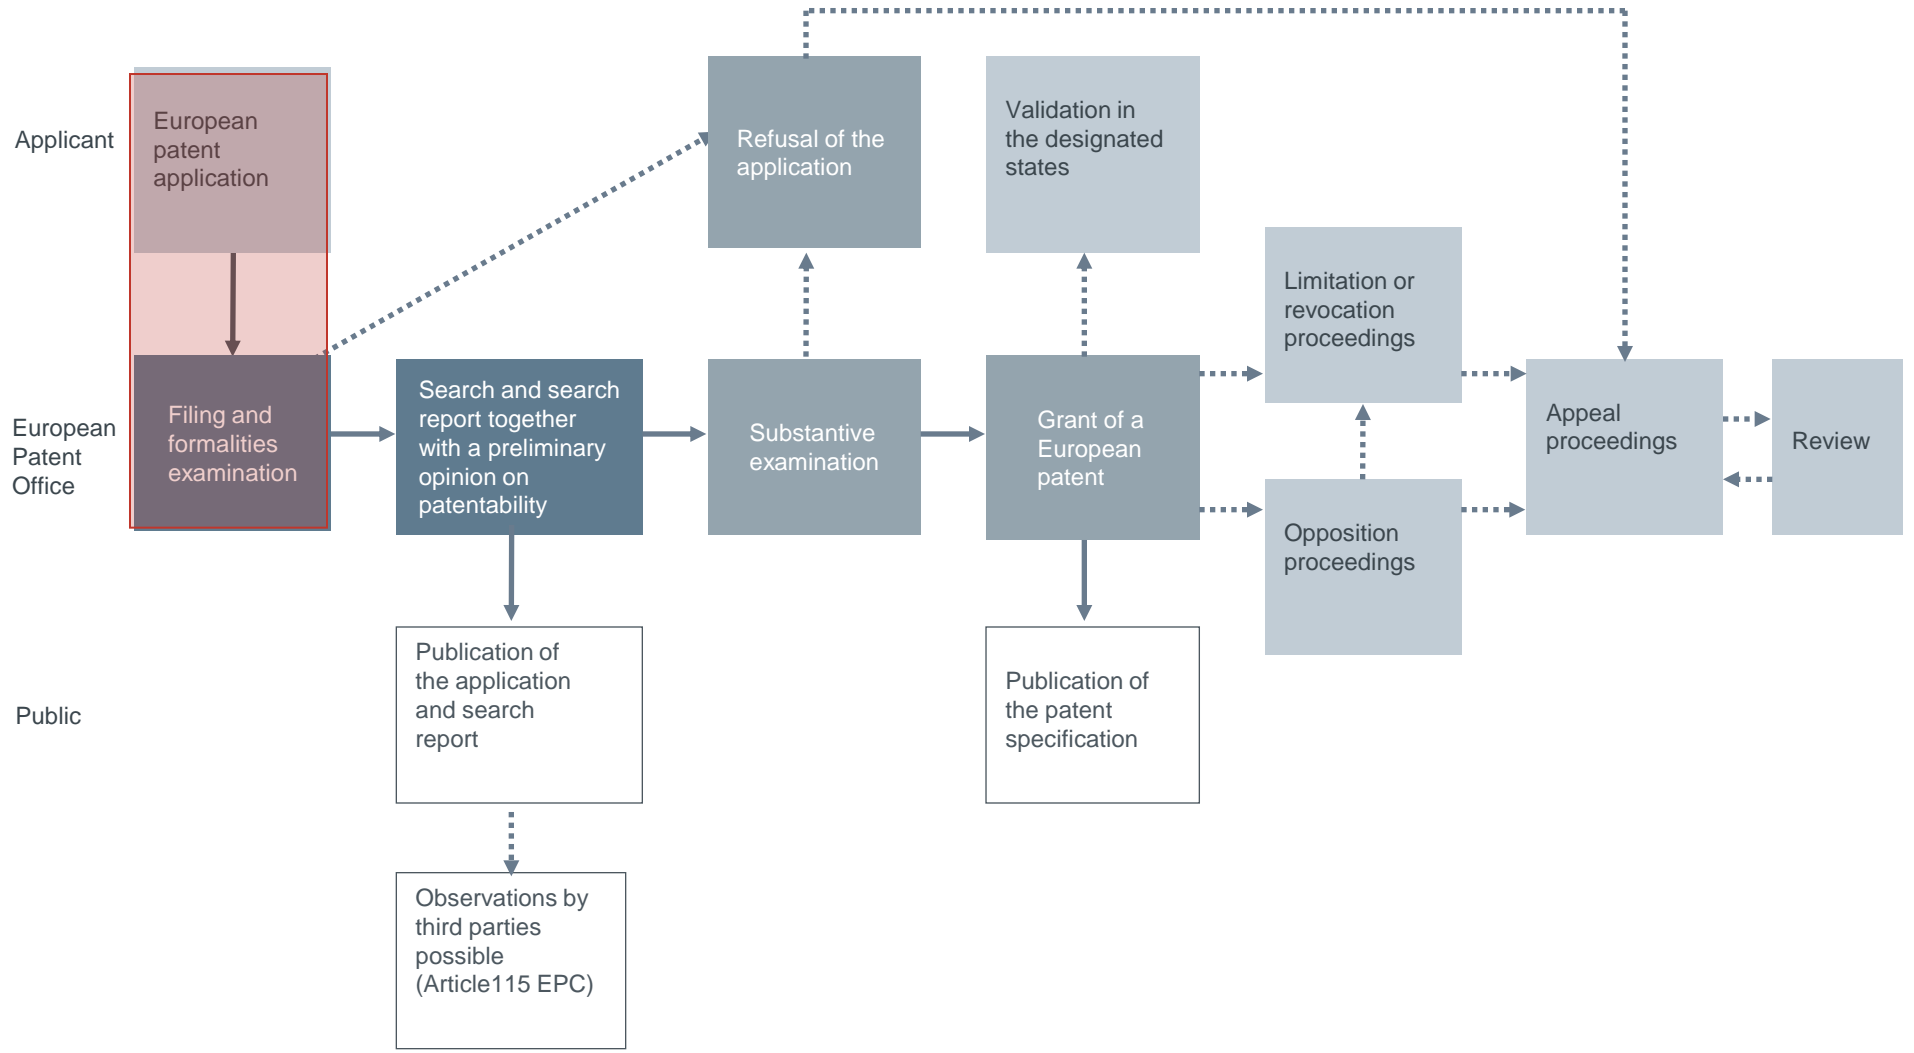 Applicant
European
patent
application
Refusal of the
application
Validation in
the designated
states
European
Patent
Office
Filing and
formalities
examination
Search and search
report together
with a preliminary
opinion on
patentability
Substantive
examination
Grant of a
European
patent
Limitation or
revocation
proceedings
Opposition
proceedings
Appeal
proceedings
Review
Public
Publication of
the application
and search
report
Publication of
the patent
specification
Observations by
third parties
possible
(Article115 EPC)